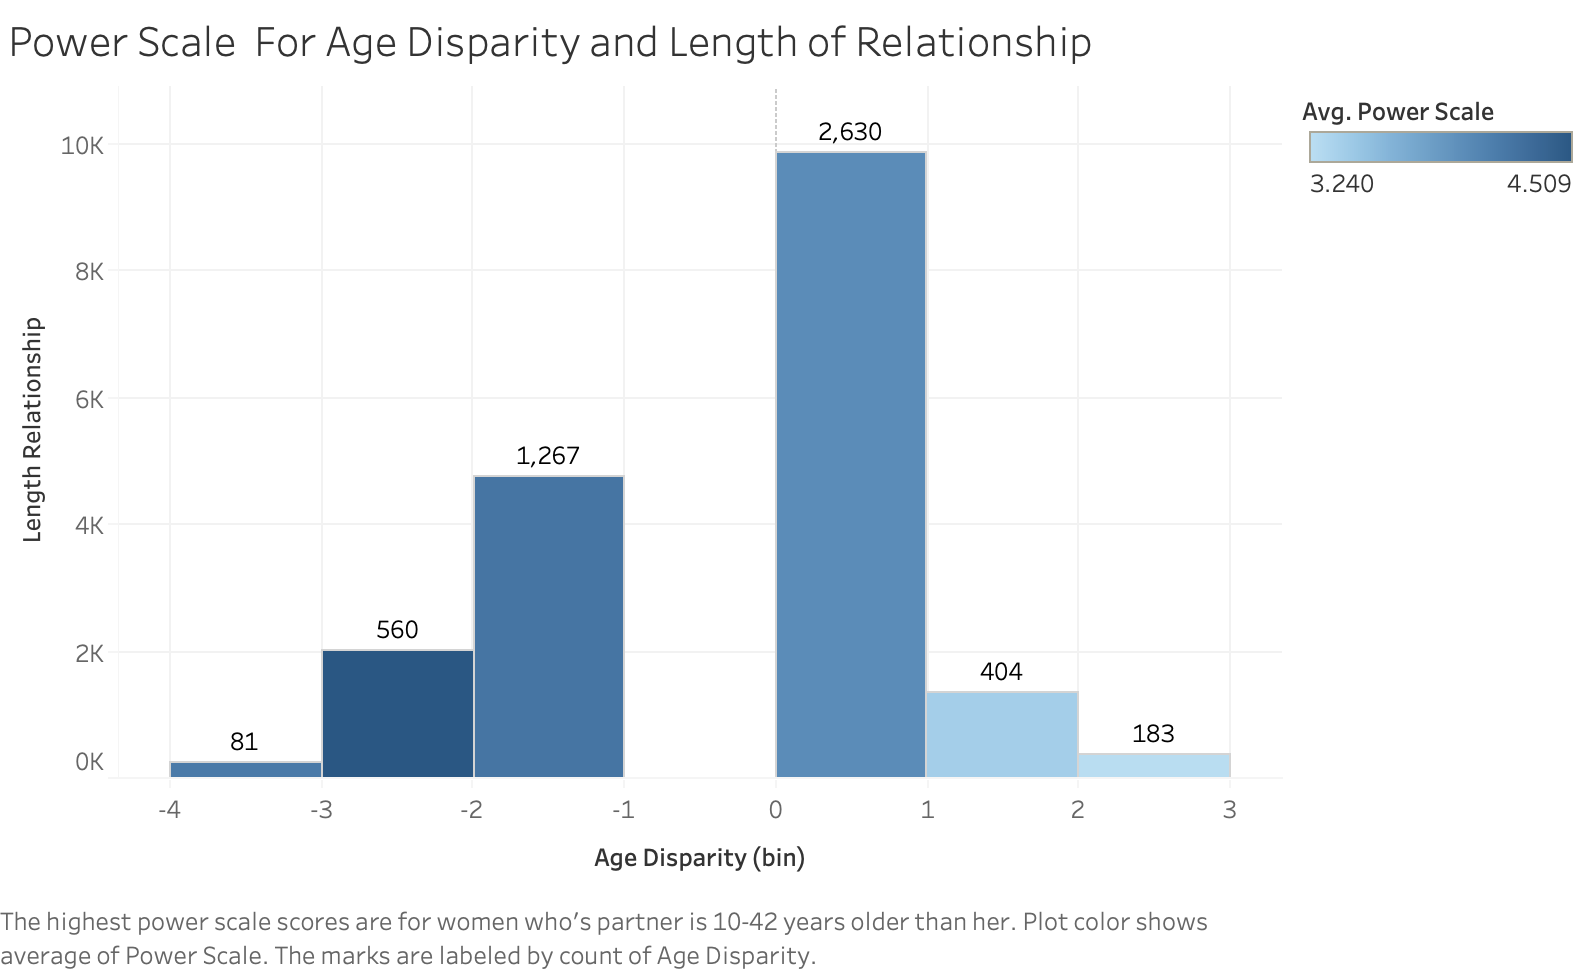 Power Scale  For Age Disparity and Length of Relationship
Avg. Power Scale
3.240 4.509
10K
8K
6K
4K
2K
0K
Length Relationship
81
560
1,267
2,630
404
183
-4 -3 -2 -1 0 1 2 3
Age Disparity (bin)
The highest power scale scores are for women who's partner is 10-42 years older than her. Plot color shows
average of Power Scale. The marks are labeled by count of Age Disparity.